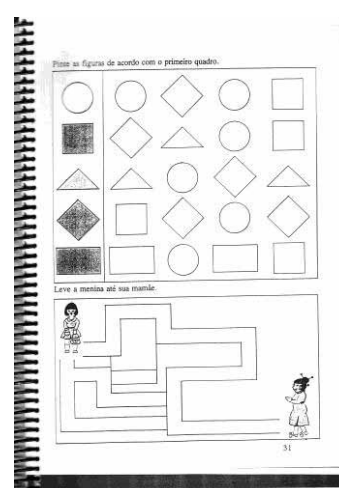 Pinte as figuras de acordo com o primeiro quadro.
Leve a menina até sua mamãe.
31